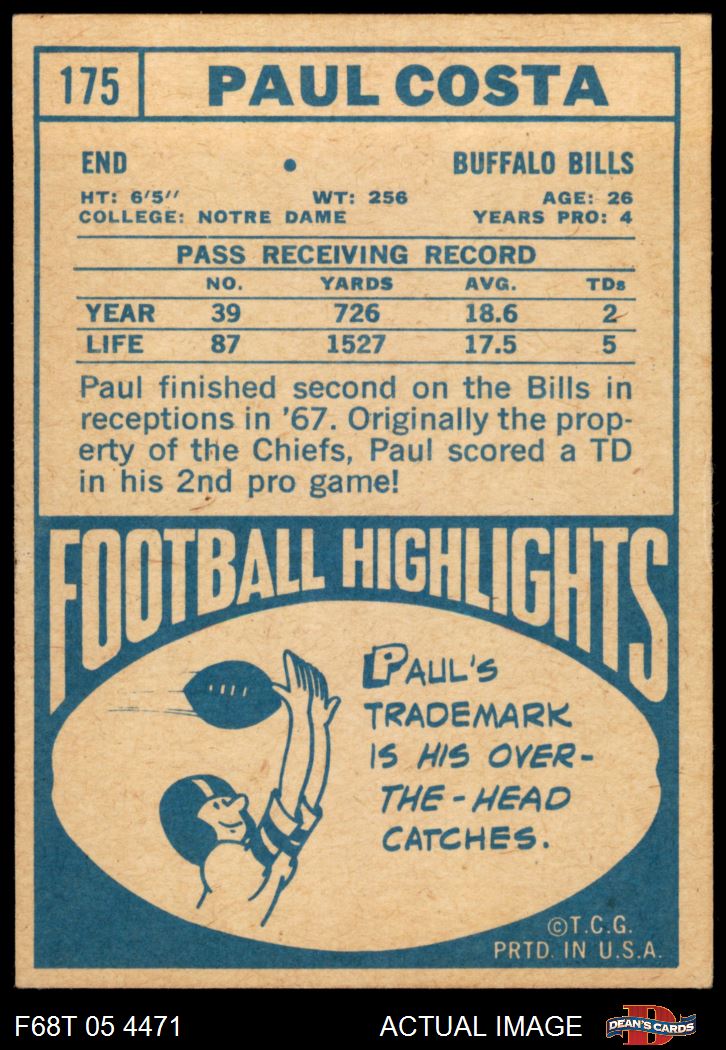 175 PAUL COSTA
END • BUFFALO BILLS
HT: 6'5'' WT: 256 AGE: 26
COLLEGE: NOTRE DAME YEARS PRO: 4
PASS RECEIVING RECORD
NO. YARDS AVG. TDs
YEAR 39 726 18.6 2
LIFE 87 1527 17.5 5
Paul finished second on the Bills in
receptions in '67. Originally the prop-
erty of the Chiefs, Paul scored a TD
in his 2nd pro game!
FOOTBALL HIGHLIGHTS
PAUL'S
TRADEMARK
IS HIS OVER-
THE-HEAD
CATCHES.
©T.C.G.
PRTD. IN U.S.A.
F68T 05 4471 ACTUAL IMAGE D DEAN'S CARDS